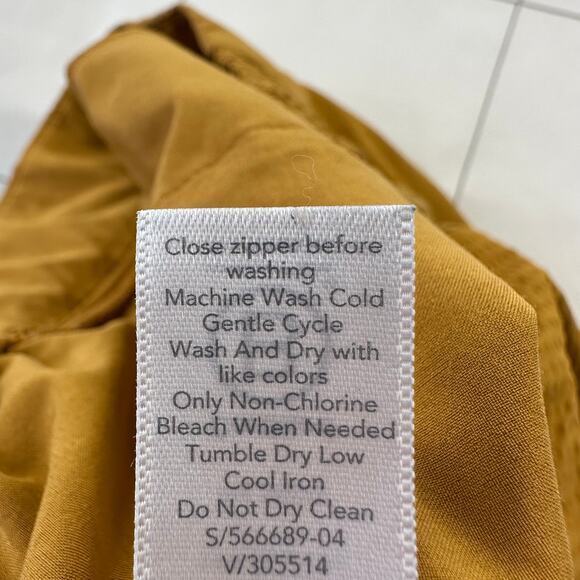 Close zipper before
washing
Machine Wash Cold
Gentle Cycle
Wash And Dry with
like colors
Only Non-Chlorine
Bleach When Needed
Tumble Dry Low
Cool Iron
Do Not Dry Clean
S/566689-04
V/305514